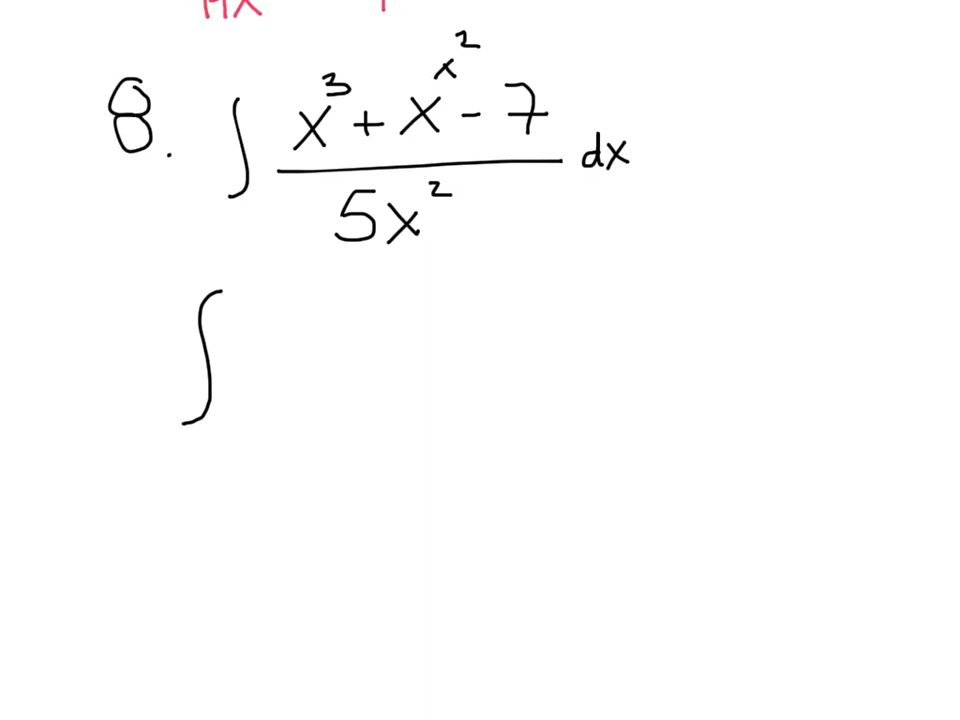 8. ∫ (x³ + x^(x²) - 7) / (5x²) dx
∫